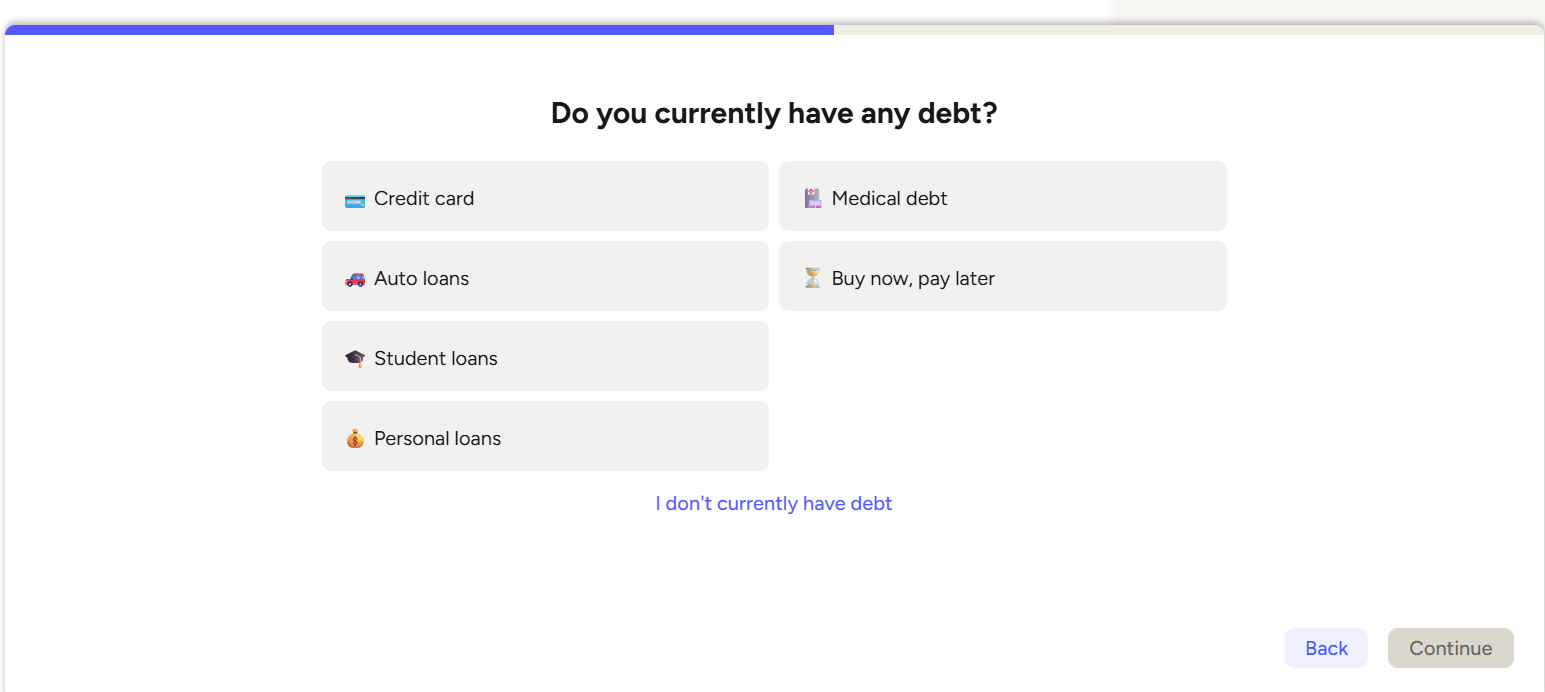 Do you currently have any debt?
Credit card
Medical debt
Auto loans
Buy now, pay later
Student loans
Personal loans
I don't currently have debt
Back
Continue